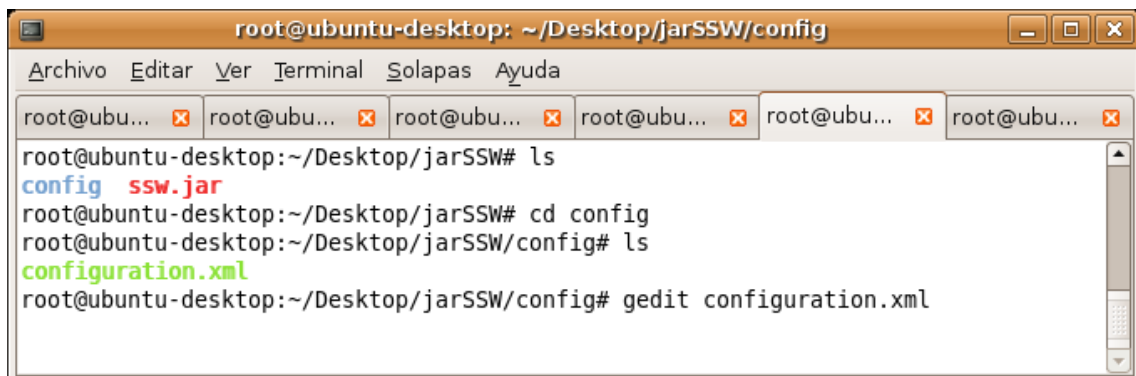 root@ubuntu-desktop: ~/Desktop/jarSSW/config
Archivo Editar Ver Terminal Solapas Ayuda
root@ubu... root@ubu... root@ubu... root@ubu... root@ubu... root@ubu...
root@ubuntu-desktop:~/Desktop/jarSSW# ls
config ssw.jar
root@ubuntu-desktop:~/Desktop/jarSSW# cd config
root@ubuntu-desktop:~/Desktop/jarSSW/config# ls
configuration.xml
root@ubuntu-desktop:~/Desktop/jarSSW/config# gedit configuration.xml